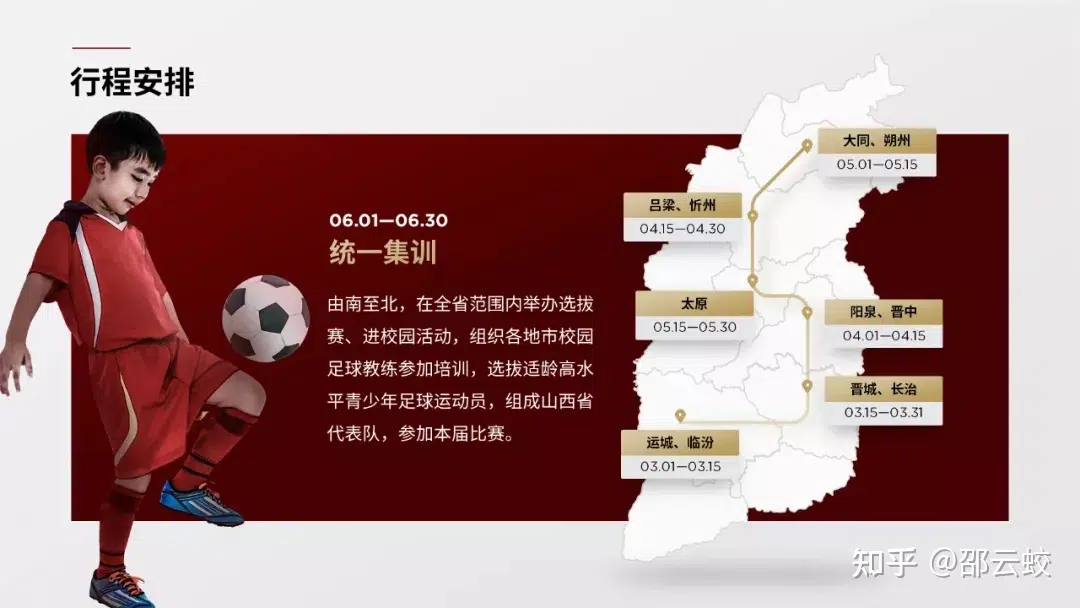 行程安排
06.01—06.30
统一集训
由南至北，在全省范围内举办选拔
赛、进校园活动，组织各地市校园
足球教练参加培训，选拔适龄高水
平青少年足球运动员，组成山西省
代表队，参加本届比赛。
大同、朔州
05.01—05.15
吕梁、忻州
04.15—04.30
太原
05.15—05.30
阳泉、晋中
04.01—04.15
晋城、长治
03.15—03.31
运城、临汾
03.01—03.15
知乎 @邵云蛟